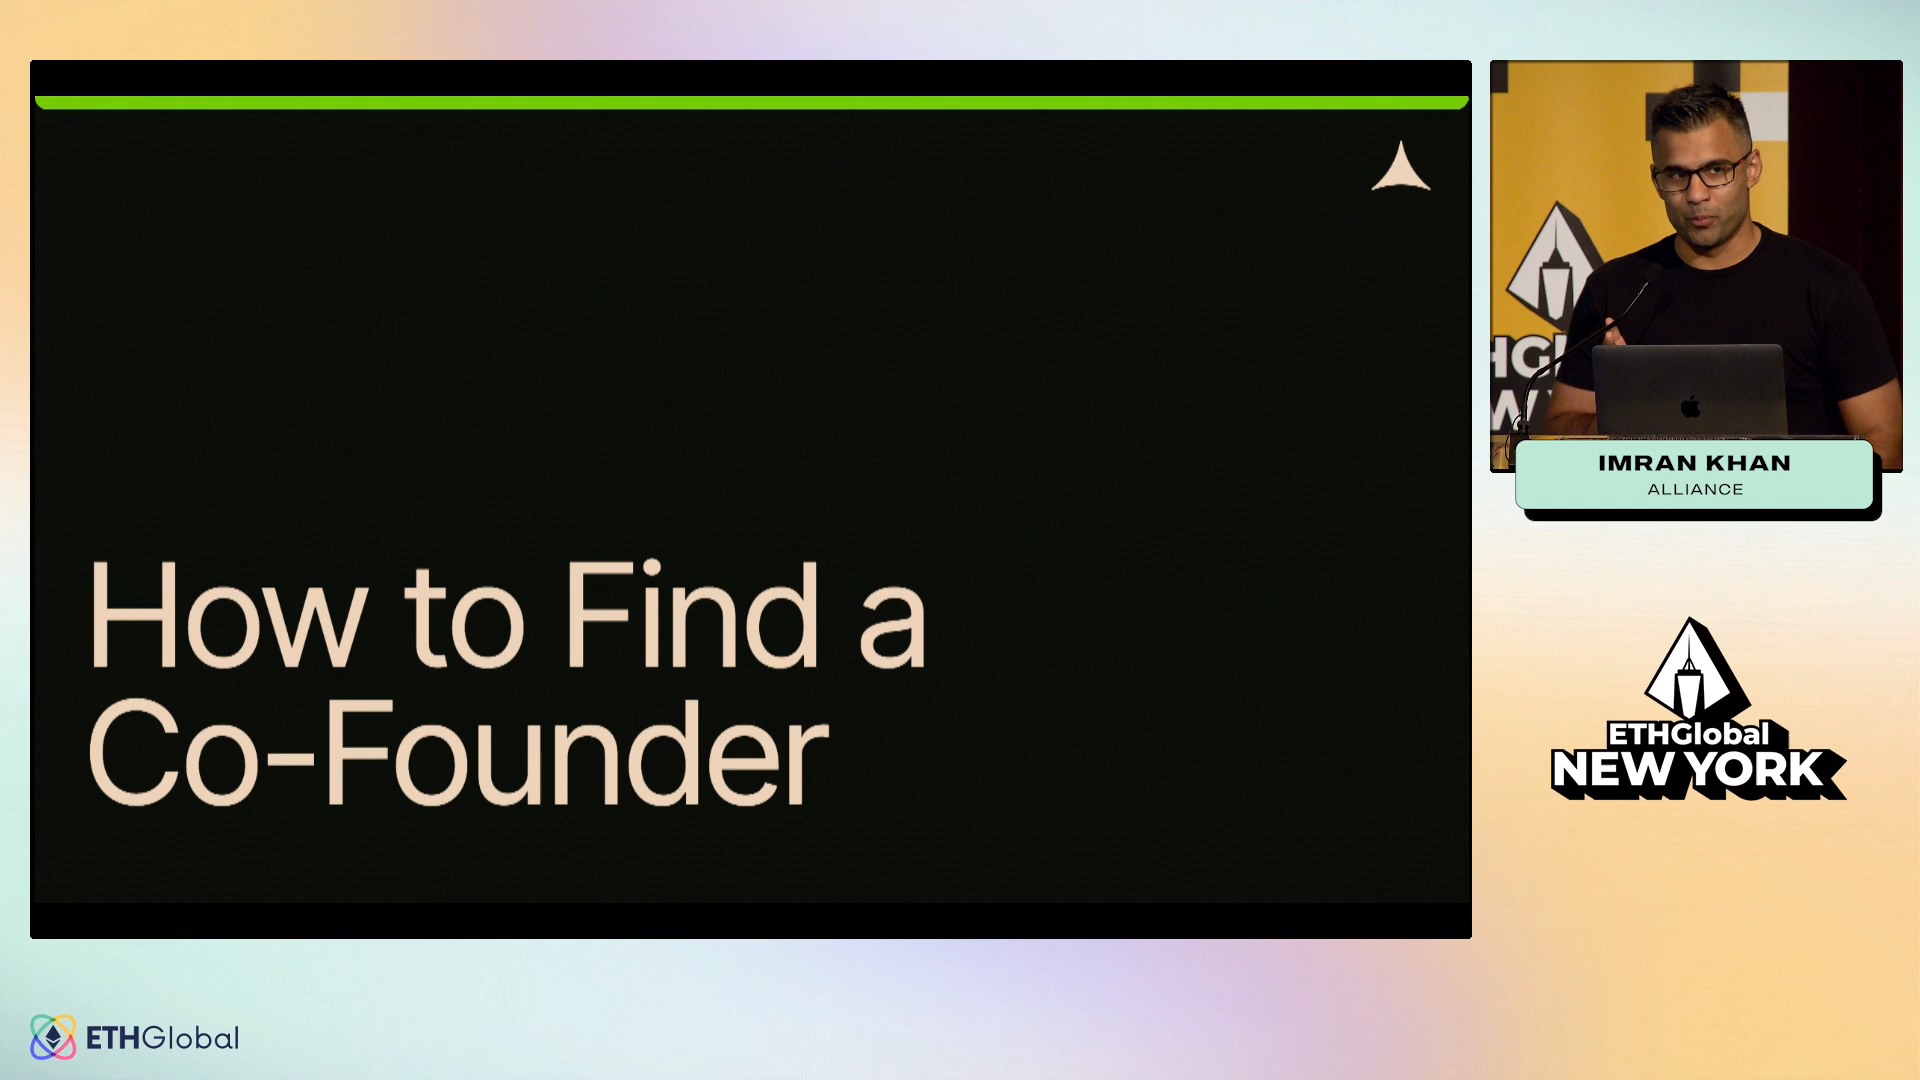 How to Find a
Co-Founder
IMRAN KHAN
ALLIANCE
ETHGlobal
NEW YORK
ETHGlobal